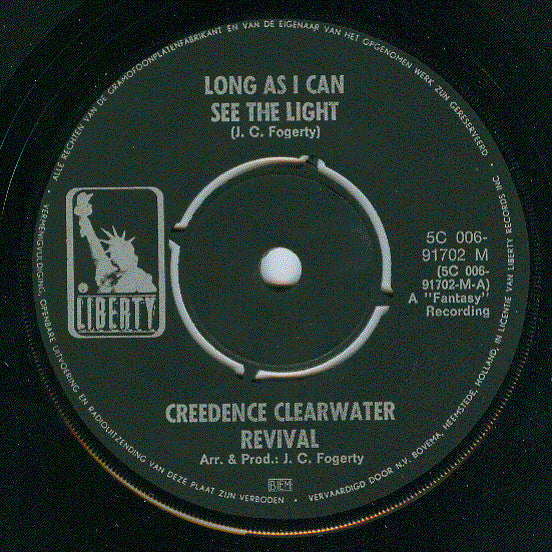 ALLE RECHTEN VAN DE GRAMOFOONPLATENFABRIKANT EN VAN DE EIGENAAR VAN HET OPGENOMEN WERK ZIJN GERESERVEERD •
LONG AS I CAN
SEE THE LIGHT
(J. C. Fogerty)
LIBERTY
5C 006-
91702 M
(5C 006-
91702-M-A)
A "Fantasy"
Recording
CREEDENCE CLEARWATER
REVIVAL
Arr. & Prod.: J. C. Fogerty
BIEM
VERMENIGVULDIGING, OPENBARE UITVOERING EN RADIOUITZENDING VAN DEZE PLAAT ZIJN VERBODEN •
VERVAARDIGD DOOR N.V. BOVEMA, HEEMSTEDE, HOLLAND, IN LICENTIE VAN LIBERTY RECORDS INC.